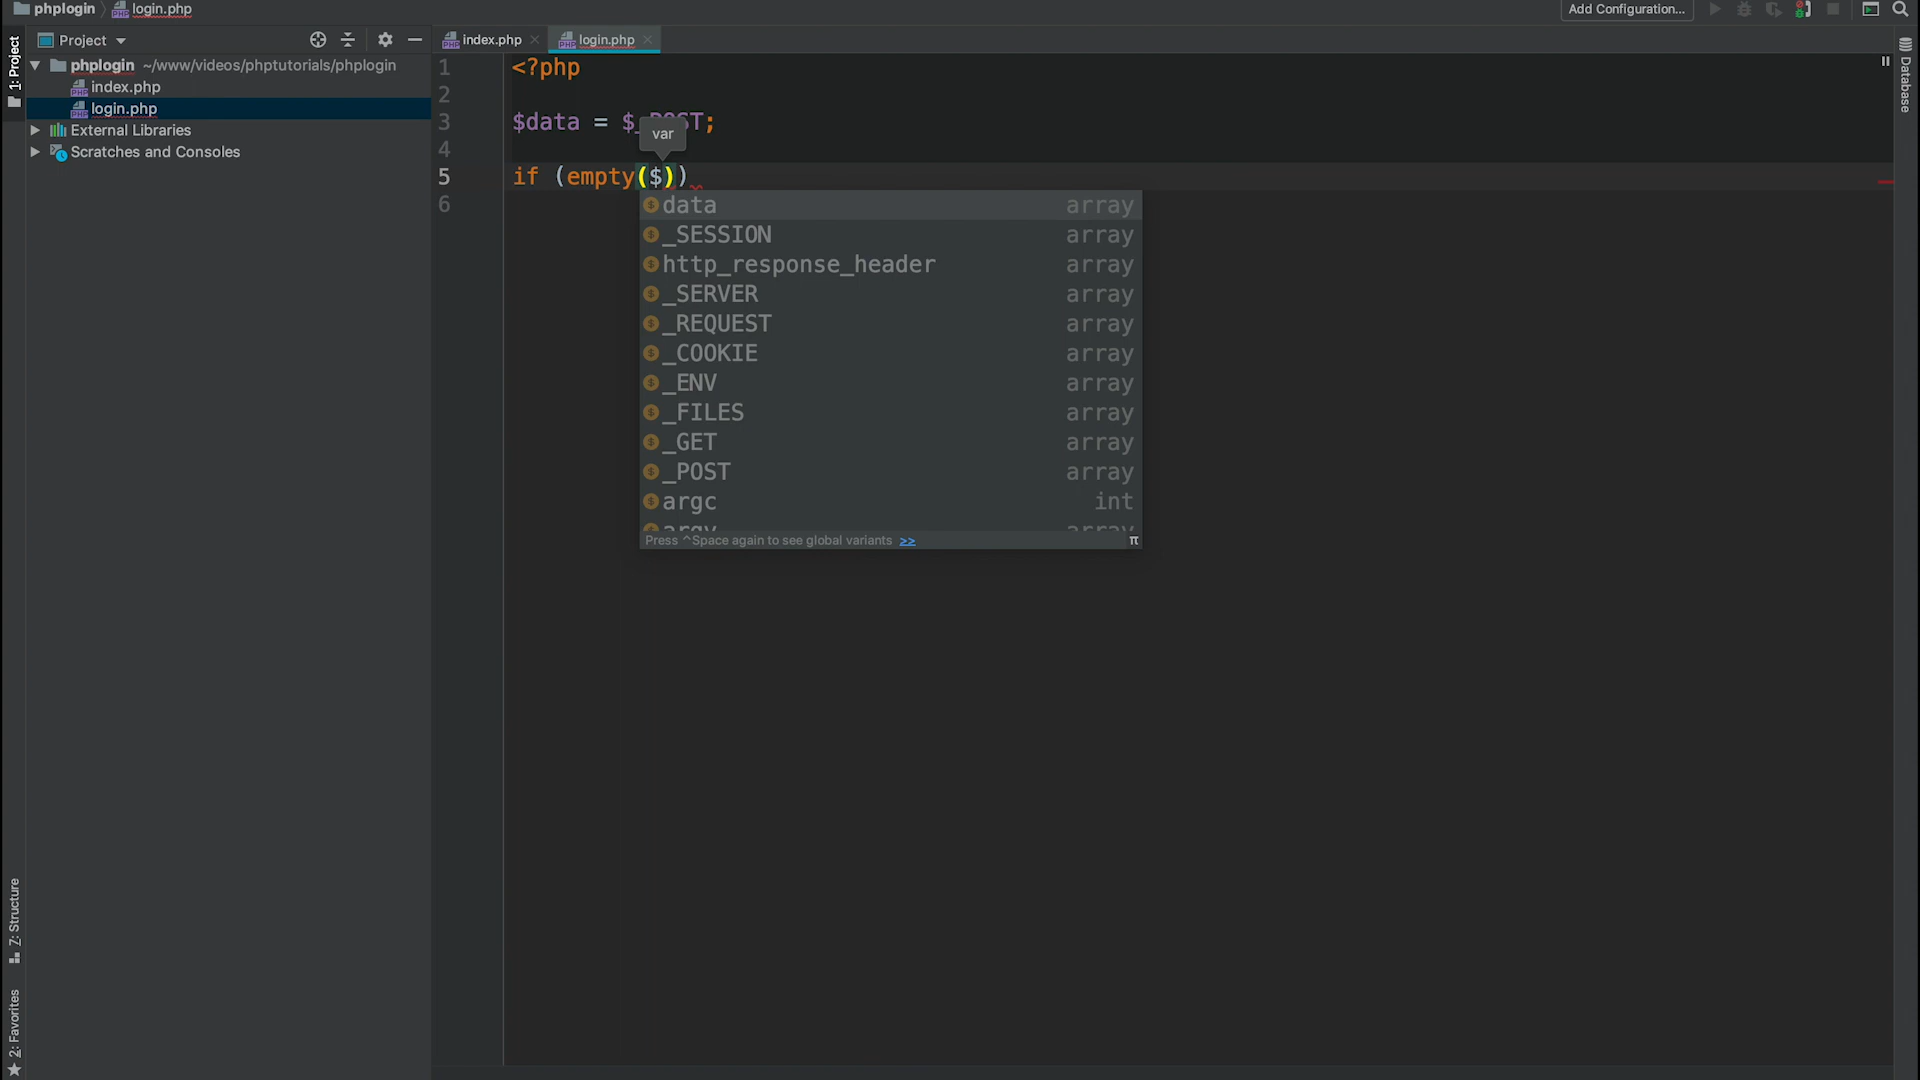 phplogin login.php
Add Configuration...
1: Project
Project
phplogin ~/www/videos/phptutorials/phplogin
index.php
login.php
External Libraries
Scratches and Consoles
7: Structure
2: Favorites
index.php
login.php
1 <?php
2
3 $data = $_POST;
4
var
5 if (empty($))
6
data array
_SESSION array
http_response_header array
_SERVER array
_REQUEST array
_COOKIE array
_ENV array
_FILES array
_GET array
_POST array
argc int
argv array
Press ^Space again to see global variants >> π
Database